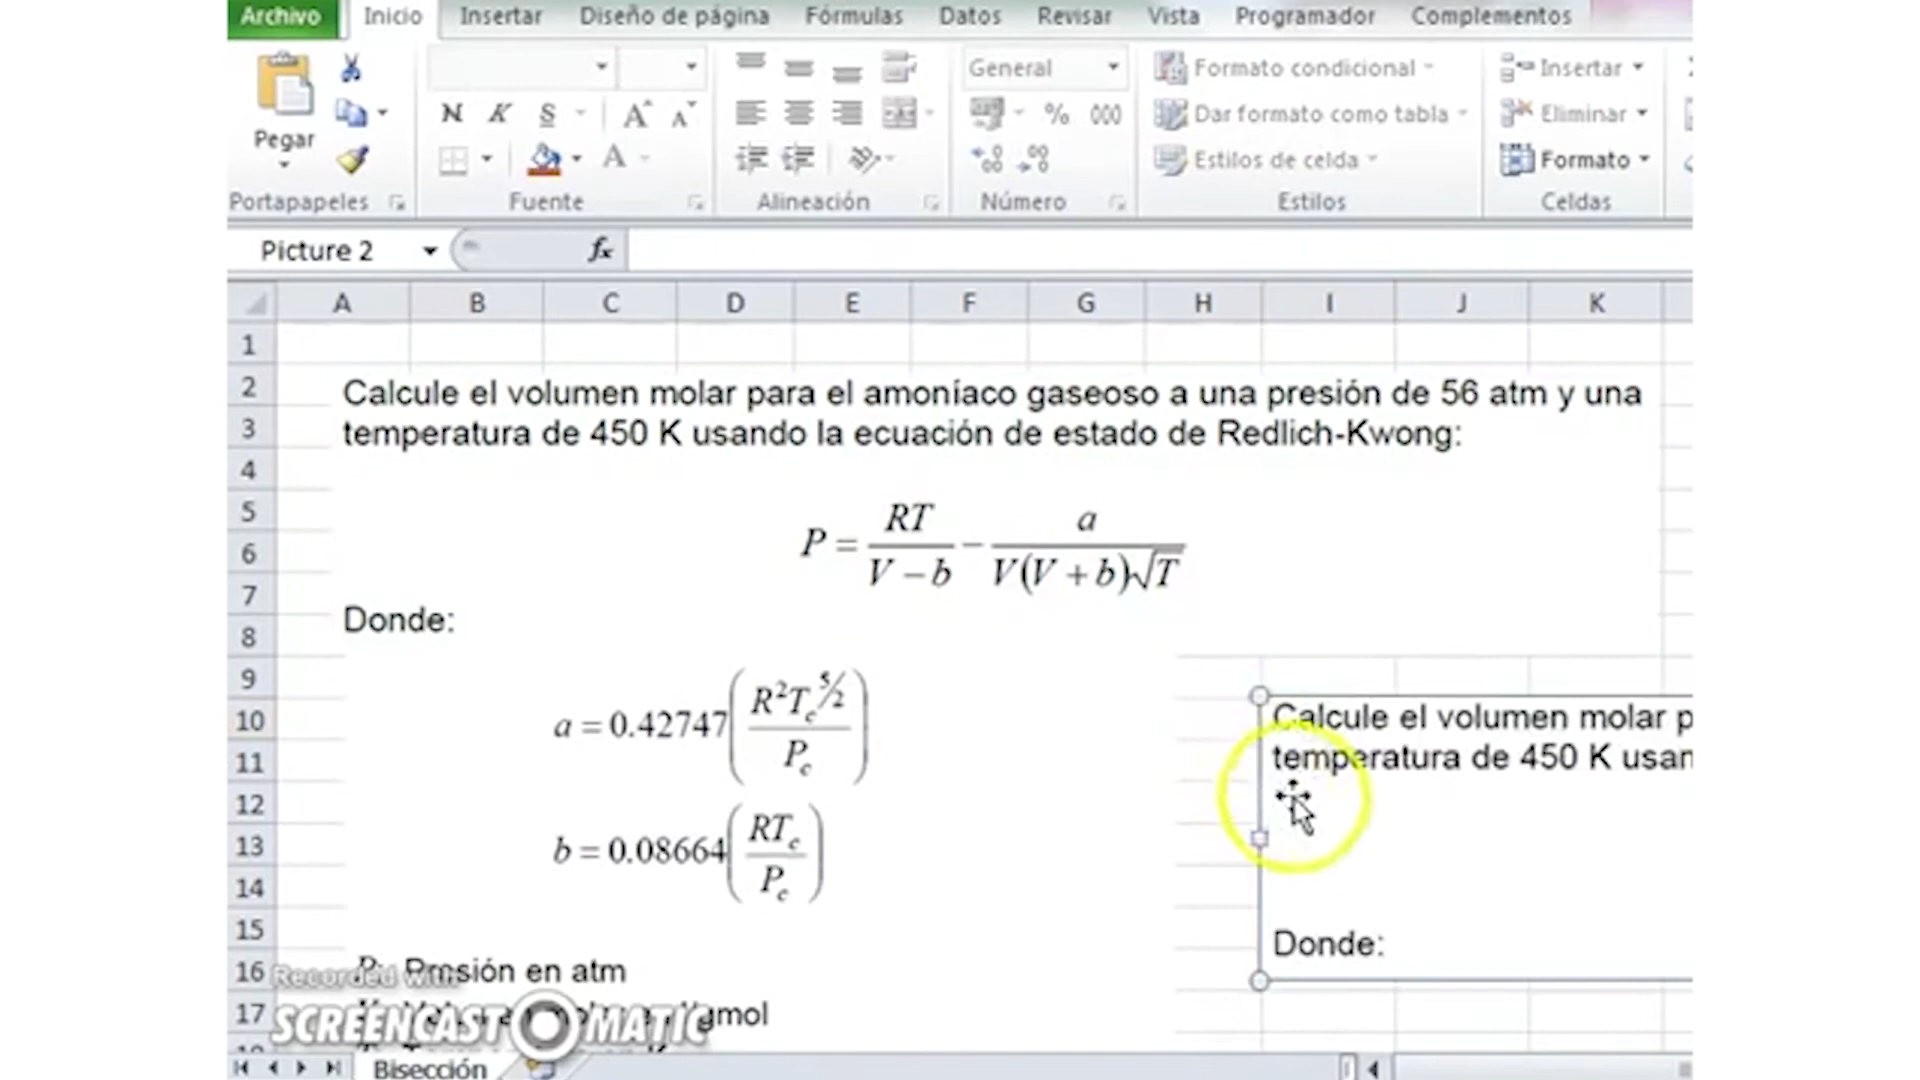 Archivo Inicio Insertar Diseño de página Fórmulas Datos Revisar Vista Programador Complementos
General Formato condicional Insertar
Pegar N K S A A % 000 Dar formato como tabla Eliminar
A Estilos de celda Formato
Portapapeles Fuente Alineación Número Estilos Celdas
Picture 2 fx
A B C D E F G H I J K
1
2 Calcule el volumen molar para el amoníaco gaseoso a una presión de 56 atm y una
3 temperatura de 450 K usando la ecuación de estado de Redlich-Kwong:
4
5
6 P = RT / V − b − a / V(V + b)√T
7
8 Donde:
9
10 a = 0.42747 ( R²Tc^5/2 / Pc )
11
12
13 b = 0.08664 ( RTc / Pc )
14
15
16 Presión en atm
17 gmol
Calcule el volumen molar p
temperatura de 450 K usan
Donde:
Recorded with
SCREENCAST O MATIC
Bisección